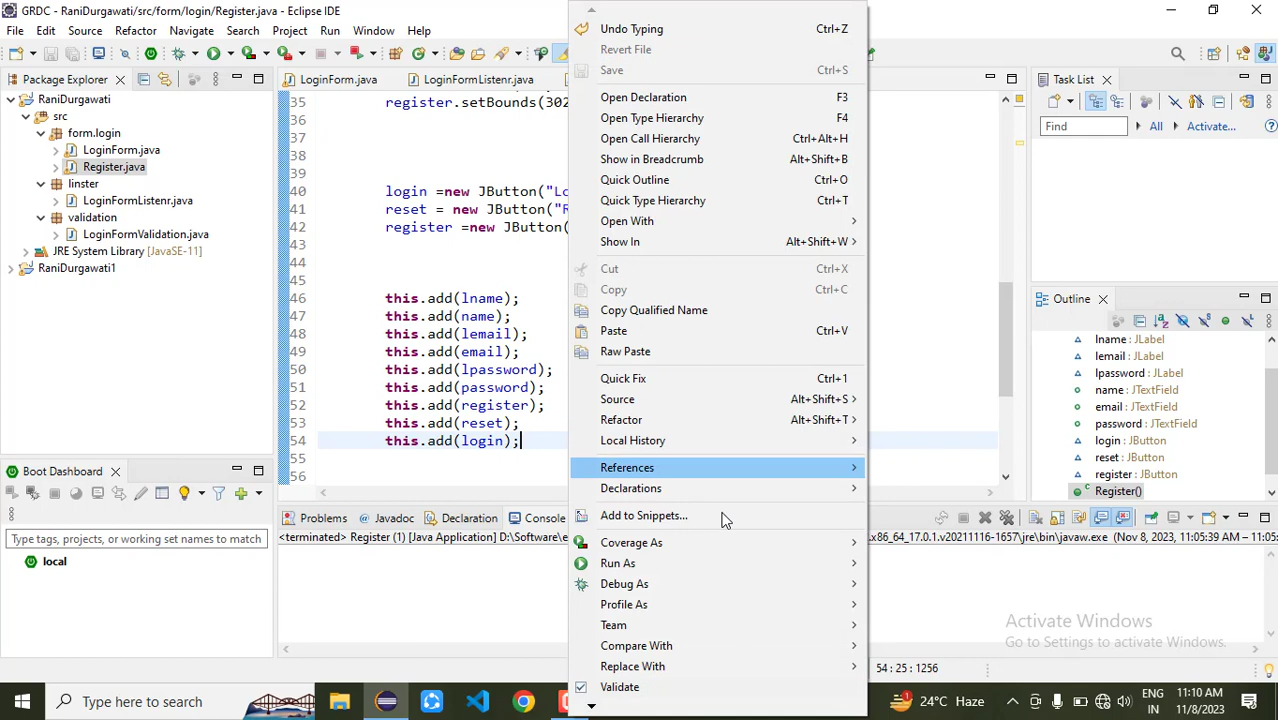 GRDC - RaniDurgawati/src/form/login/Register.java - Eclipse IDE
File Edit Source Refactor Navigate Search Project Run Window Help
Package Explorer
RaniDurgawati
src
form.login
LoginForm.java
Register.java
linster
LoginFormListenr.java
validation
LoginFormValidation.java
JRE System Library [JavaSE-11]
RaniDurgawati1
Boot Dashboard
Type tags, projects, or working set names to match
local
LoginForm.java LoginFormListenr.java
35 register.setBounds(302
36
37
38
40 login =new JButton("Lo
41 reset = new JButton("R
42 register =new JButton(
43
44
45
46 this.add(lname);
47 this.add(name);
48 this.add(lemail);
49 this.add(email);
50 this.add(lpassword);
51 this.add(password);
52 this.add(register);
53 this.add(reset);
54 this.add(login);
55
56
Undo Typing Ctrl+Z
Revert File
Save Ctrl+S
Open Declaration F3
Open Type Hierarchy F4
Open Call Hierarchy Ctrl+Alt+H
Show in Breadcrumb Alt+Shift+B
Quick Outline Ctrl+O
Quick Type Hierarchy Ctrl+T
Open With
Show In Alt+Shift+W
Cut Ctrl+X
Copy Ctrl+C
Copy Qualified Name
Paste Ctrl+V
Raw Paste
Quick Fix Ctrl+1
Source Alt+Shift+S
Refactor Alt+Shift+T
Local History
References
Declarations
Add to Snippets...
Coverage As
Run As
Debug As
Profile As
Team
Compare With
Replace With
Validate
Task List
Find All Activate...
Outline
lname : JLabel
lemail : JLabel
lpassword : JLabel
name : JTextField
email : JTextField
password : JTextField
login : JButton
reset : JButton
register : JButton
Register()
Problems Javadoc Declaration Console
<terminated> Register (1) [Java Application] D:\Software\e
.x86_64_17.0.1.v20211116-1657\jre\bin\javaw.exe (Nov 8, 2023, 11:05:39 AM – 11:05:
Activate Windows
Go to Settings to activate Windows.
54 : 25 : 1256
Type here to search
24°C Haze
ENG
IN
11:10 AM
11/8/2023